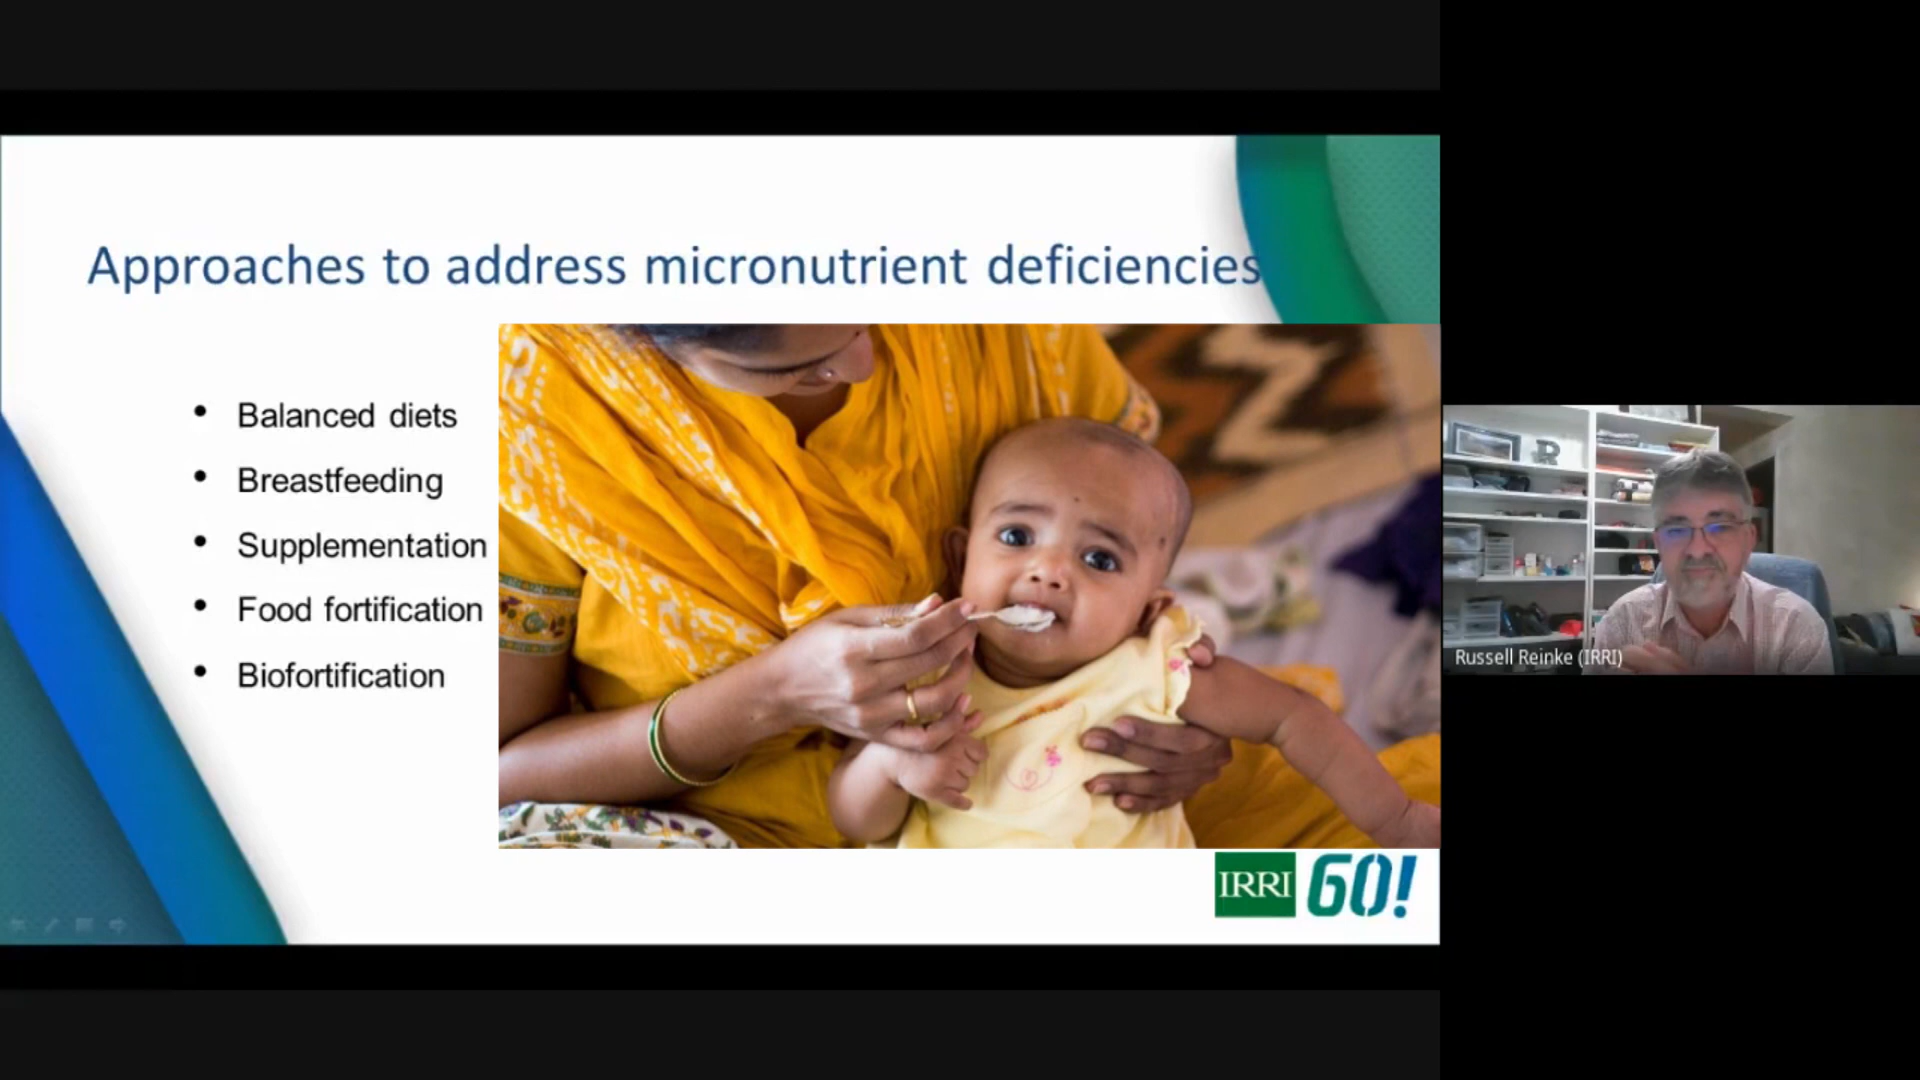 Approaches to address micronutrient deficiencies
• Balanced diets
• Breastfeeding
• Supplementation
• Food fortification
• Biofortification
IRRI 60!
R
Russell Reinke (IRRI)